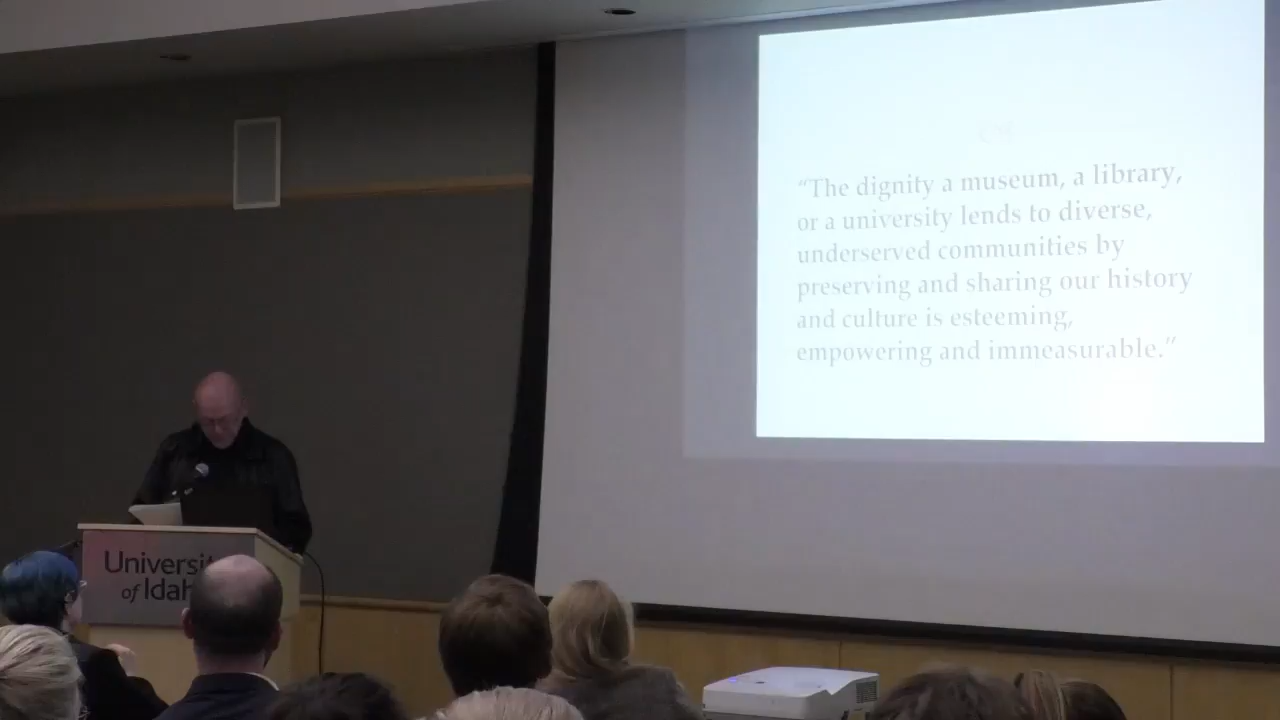 “The dignity a museum, a library,
or a university lends to diverse,
underserved communities by
preserving and sharing our history
and culture is esteeming,
empowering and immeasurable.”
Universi
of Idah